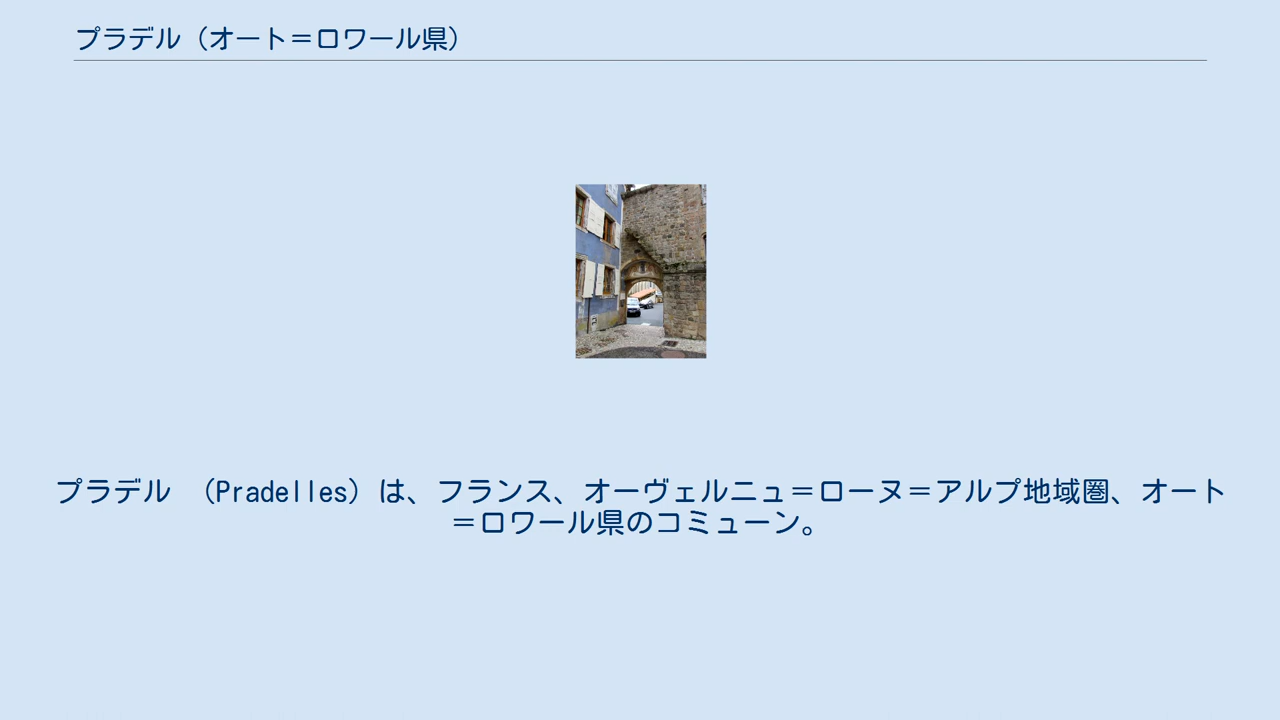 プラデル（オート＝ロワール県）
プラデル　（Pradelles）は、フランス、オーヴェルニュ＝ローヌ＝アルプ地域圏、オート
＝ロワール県のコミューン。